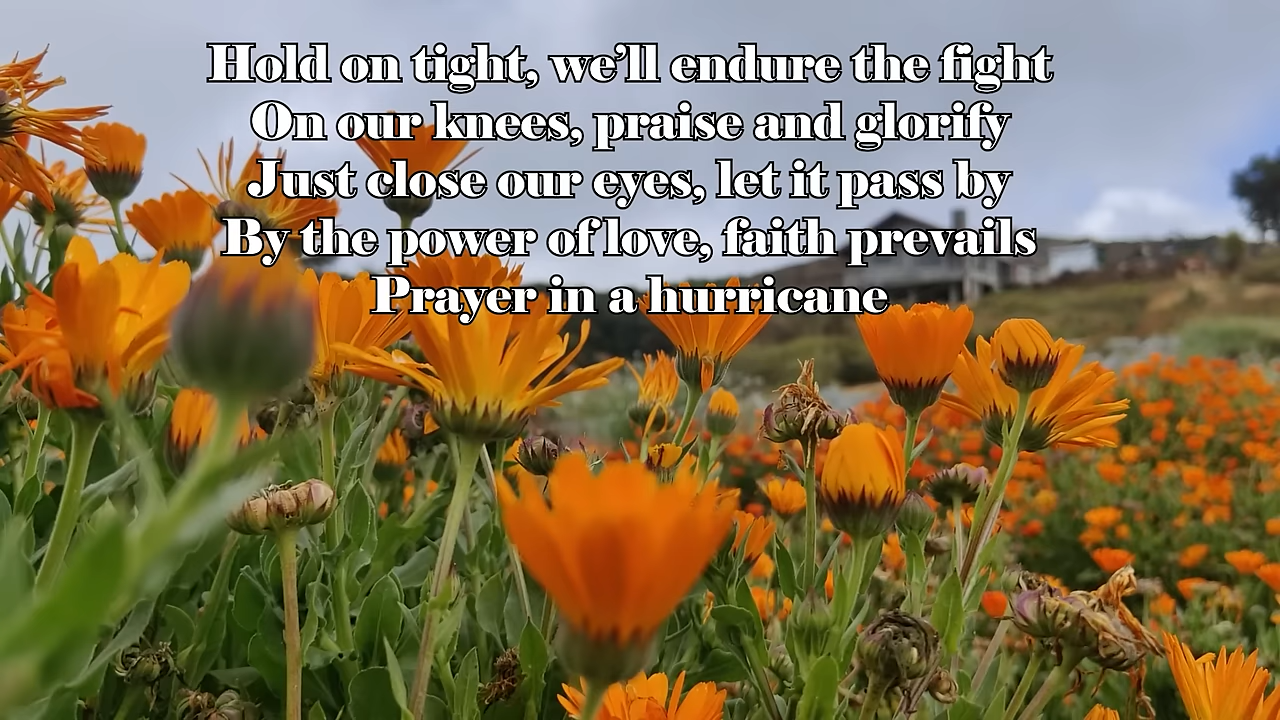 Hold on tight, we’ll endure the fight
On our knees, praise and glorify
Just close our eyes, let it pass by
By the power of love, faith prevails
Prayer in a hurricane